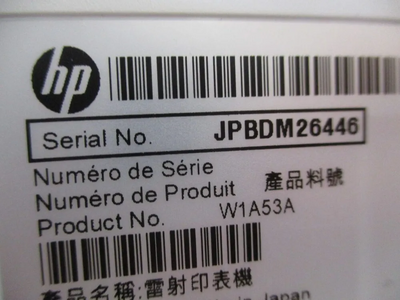 hp
Serial No. JPBDM26446
Numéro de Série
Numéro de Produit 產品料號
Product No. W1A53A
產品名稱:雷射印表機
Japan